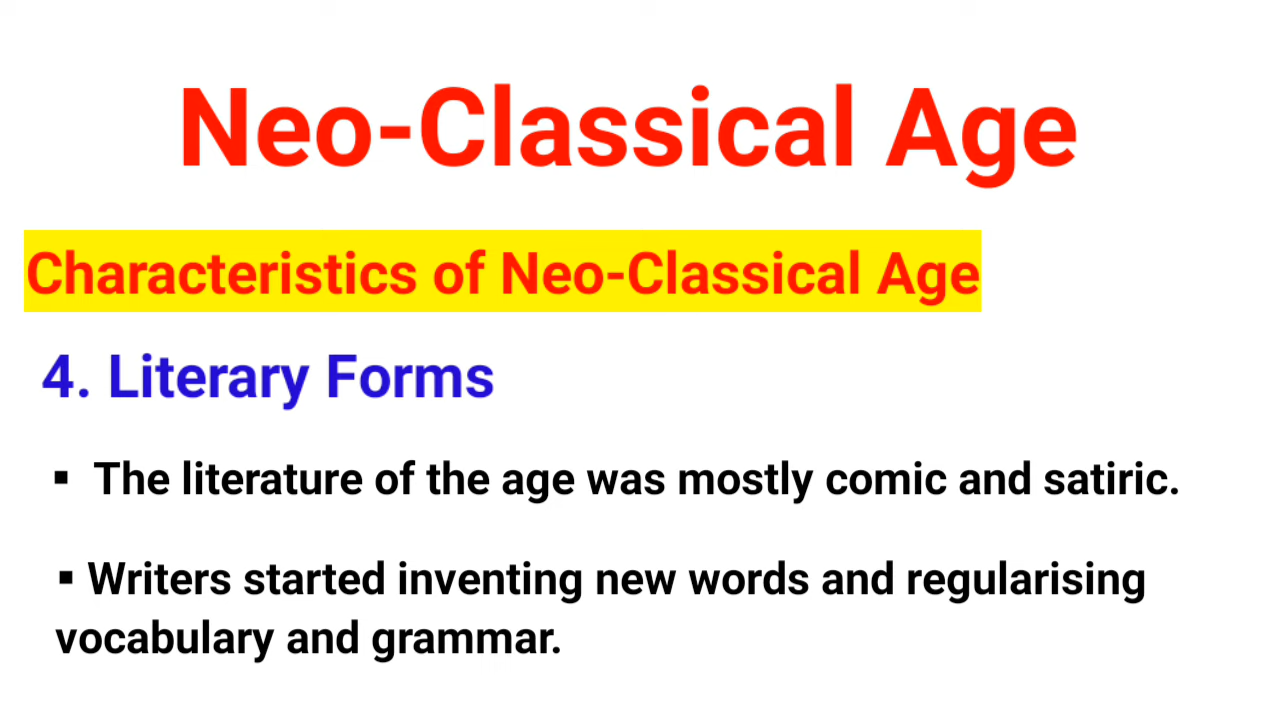 Neo-Classical Age
Characteristics of Neo-Classical Age
4. Literary Forms
▪ The literature of the age was mostly comic and satiric.
▪ Writers started inventing new words and regularising
vocabulary and grammar.